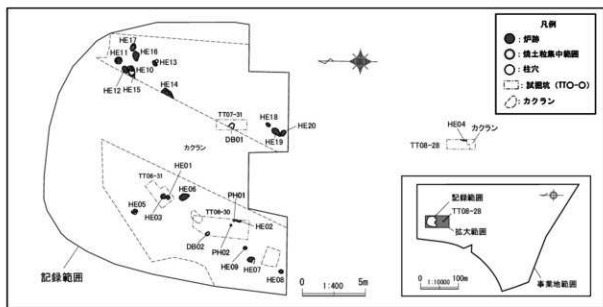 凡例
：炉跡
：焼土粒集中範囲
：柱穴
：試掘坑（TT○-○）
：カクラン
HE17
HE16
HE11
HE13
HE10
HE12
HE15
HE14
TT07-31
HE18
HE20
HE19
DB01
HE04
カクラン
TT08-28
カクラン
TT06-31
HE01
HE06
PH01
HE05
HE03
TT06-30
HE02
DB02
PH02
HE09
HE07
HE08
記録範囲
0
1:400
5m
記録範囲
TT08-28
拡大範囲
0
1:10000
100m
事業地範囲